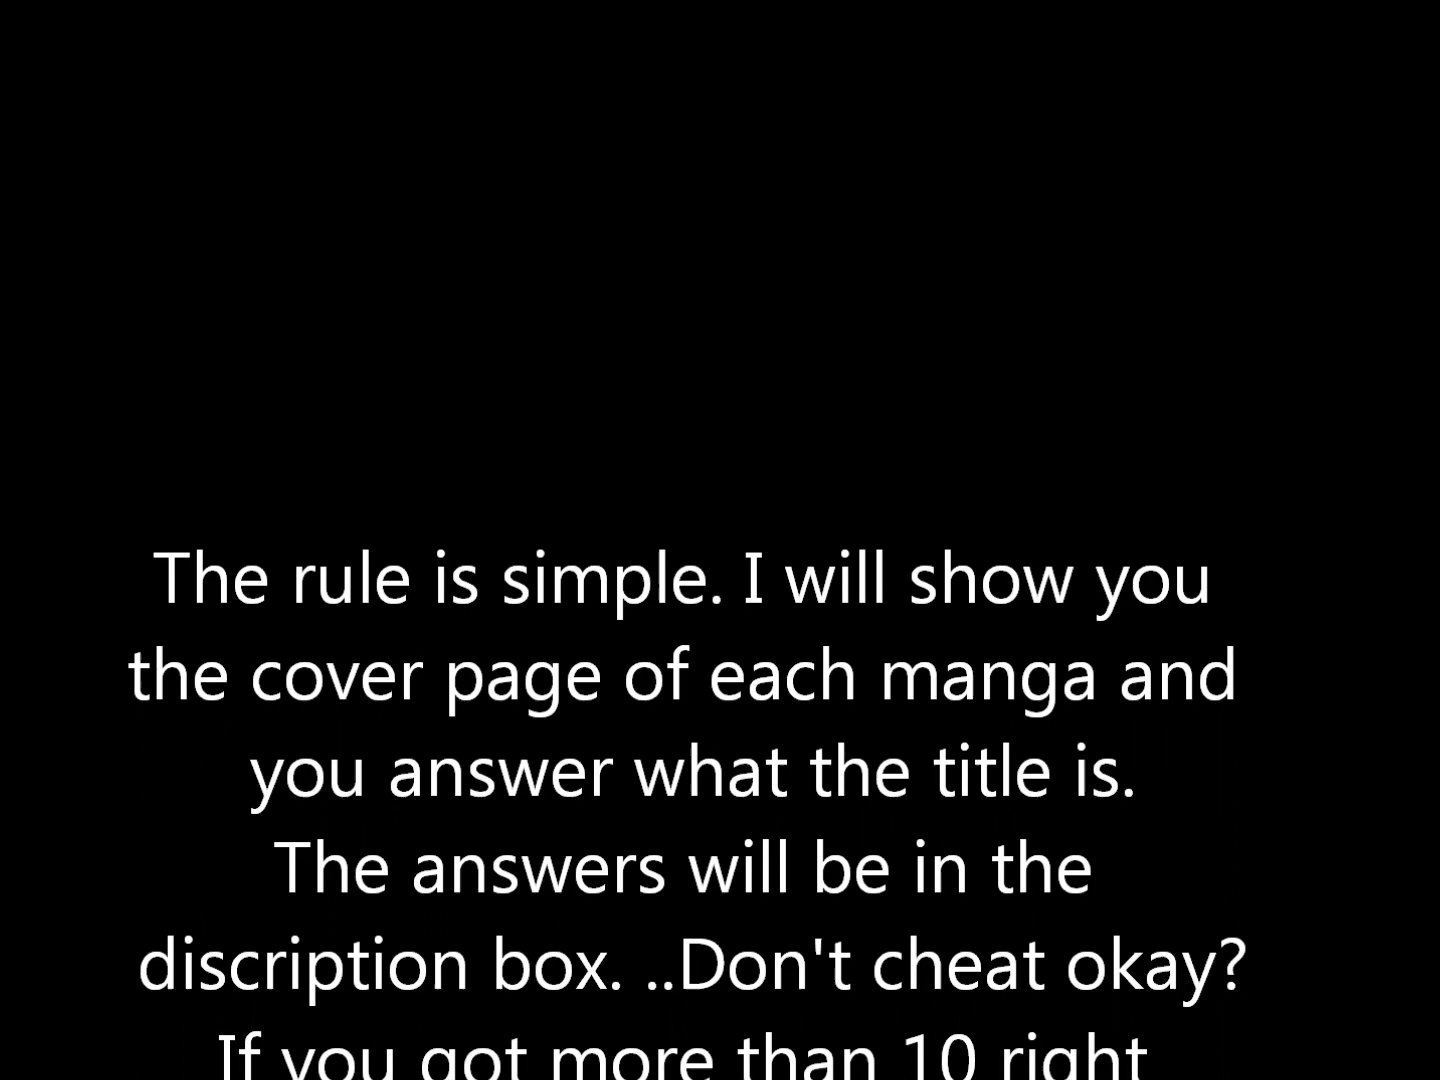 The rule is simple. I will show you
the cover page of each manga and
you answer what the title is.
The answers will be in the
discription box. ..Don't cheat okay?
If you got more than 10 right